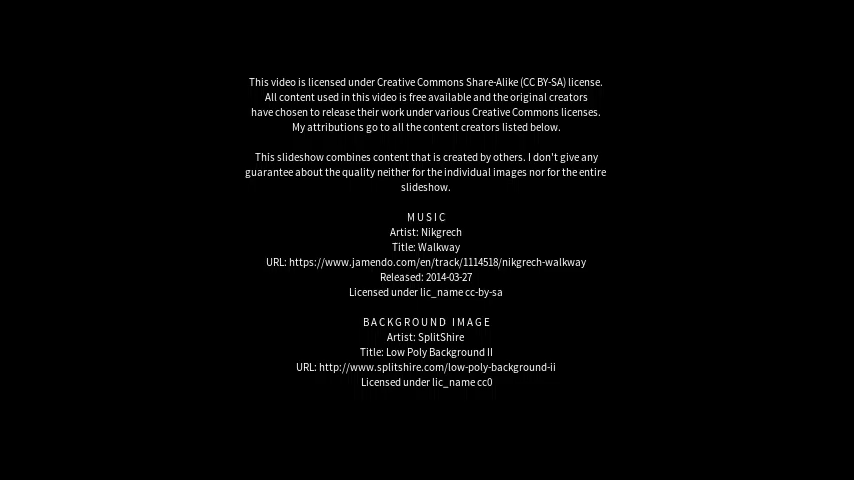 This video is licensed under Creative Commons Share-Alike (CC BY-SA) license.
All content used in this video is free available and the original creators
have chosen to release their work under various Creative Commons licenses.
My attributions go to all the content creators listed below.
This slideshow combines content that is created by others. I don't give any
guarantee about the quality neither for the individual images nor for the entire
slideshow.
M U S I C
Artist: Nikgrech
Title: Walkway
URL: https://www.jamendo.com/en/track/1114518/nikgrech-walkway
Released: 2014-03-27
Licensed under lic_name cc-by-sa
B A C K G R O U N D   I M A G E
Artist: SplitShire
Title: Low Poly Background II
URL: http://www.splitshire.com/low-poly-background-ii
Licensed under lic_name cc0